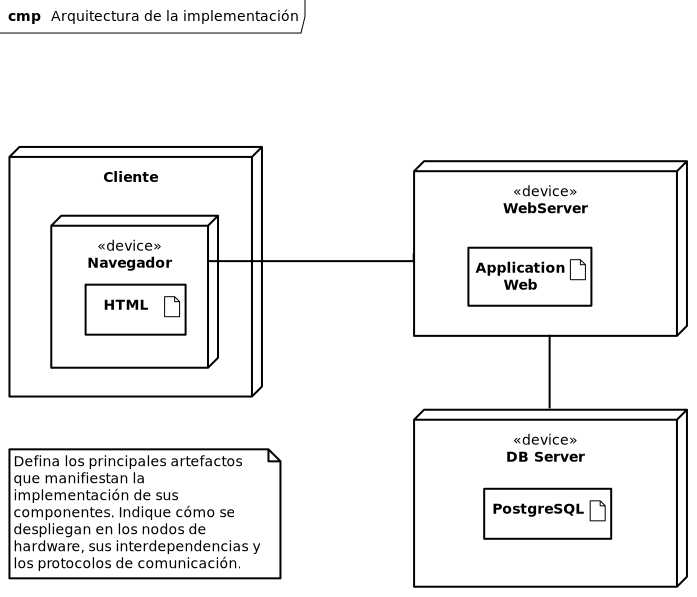 cmp Arquitectura de la implementación
Cliente
«device»
Navegador
HTML
«device»
WebServer
Application
Web
«device»
DB Server
PostgreSQL
Defina los principales artefactos
que manifiestan la
implementación de sus
componentes. Indique cómo se
despliegan en los nodos de
hardware, sus interdependencias y
los protocolos de comunicación.